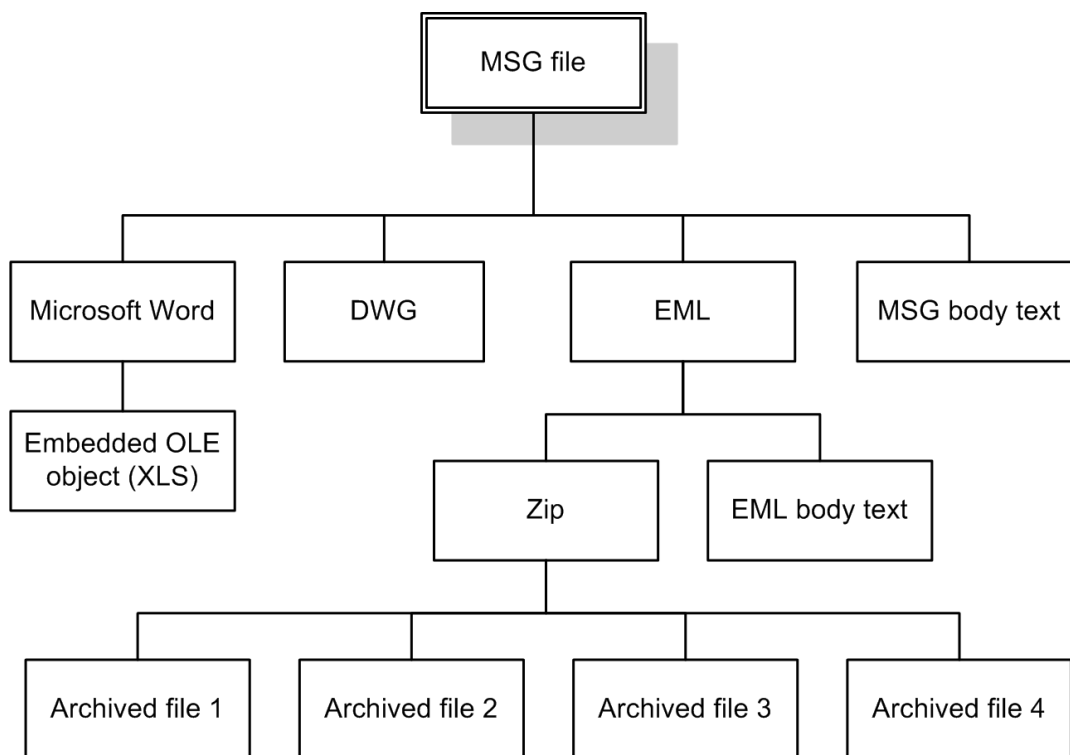 MSG file
Microsoft Word
DWG
EML
MSG body text
Embedded OLE
object (XLS)
Zip
EML body text
Archived file 1
Archived file 2
Archived file 3
Archived file 4